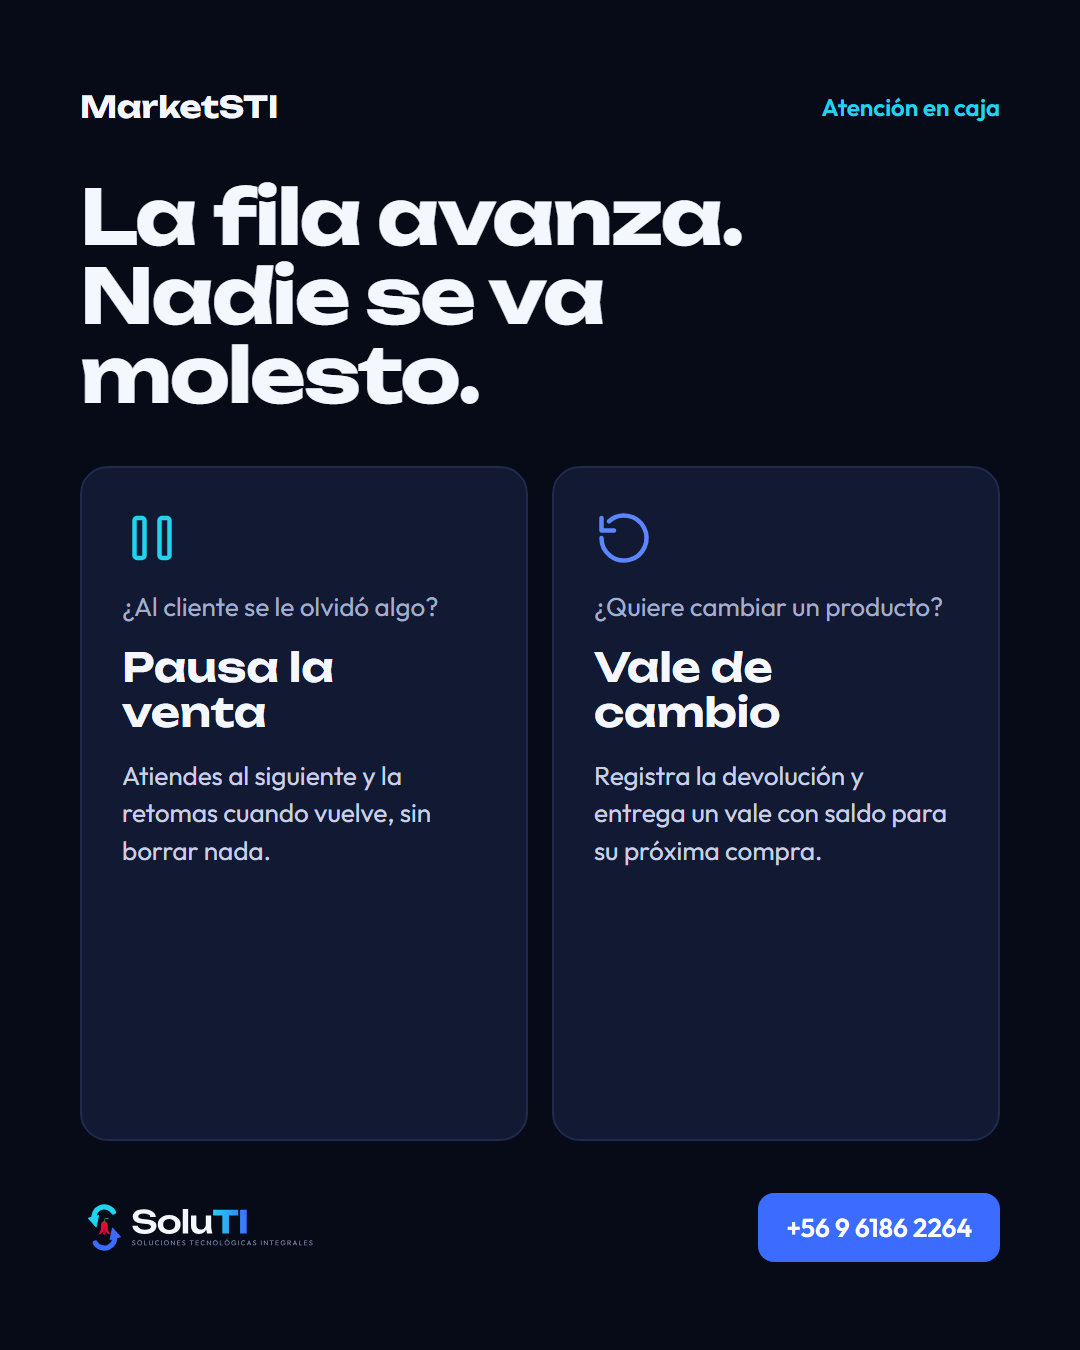 MarketSTI
Atención en caja
La fila avanza.
Nadie se va
molesto.
¿Al cliente se le olvidó algo?
Pausa la
venta
Atiendes al siguiente y la
retomas cuando vuelve, sin
borrar nada.
¿Quiere cambiar un producto?
Vale de
cambio
Registra la devolución y
entrega un vale con saldo para
su próxima compra.
SoluTI
SOLUCIONES TECNOLÓGICAS INTEGRALES
+56 9 6186 2264